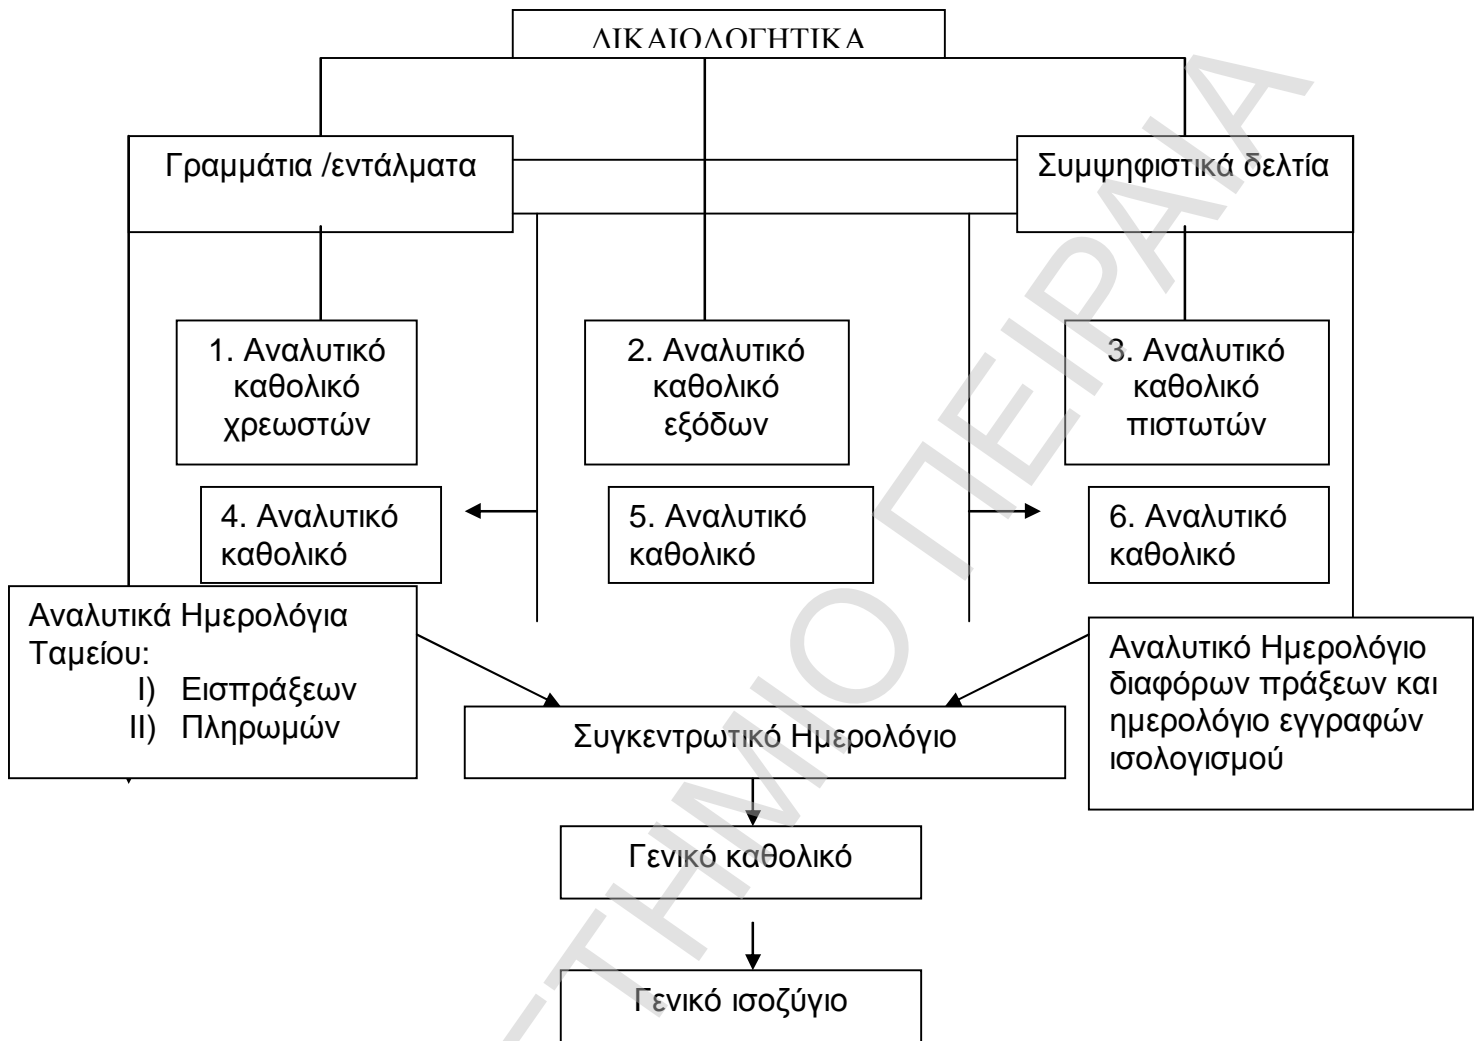 ΔΙΚΑΙΟΛΟΓΗΤΙΚΑ
Γραμμάτια /εντάλματα
Συμψηφιστικά δελτία
1. Αναλυτικό
καθολικό
χρεωστών
2. Αναλυτικό
καθολικό
εξόδων
3. Αναλυτικό
καθολικό
πιστωτών
4. Αναλυτικό
καθολικό
5. Αναλυτικό
καθολικό
6. Αναλυτικό
καθολικό
Αναλυτικά Ημερολόγια
Ταμείου:
I) Εισπράξεων
II) Πληρωμών
Αναλυτικό Ημερολόγιο
διαφόρων πράξεων και
ημερολόγιο εγγραφών
ισολογισμού
Συγκεντρωτικό Ημερολόγιο
Γενικό καθολικό
Γενικό ισοζύγιο
ΠΕΙΡΑΙΑ